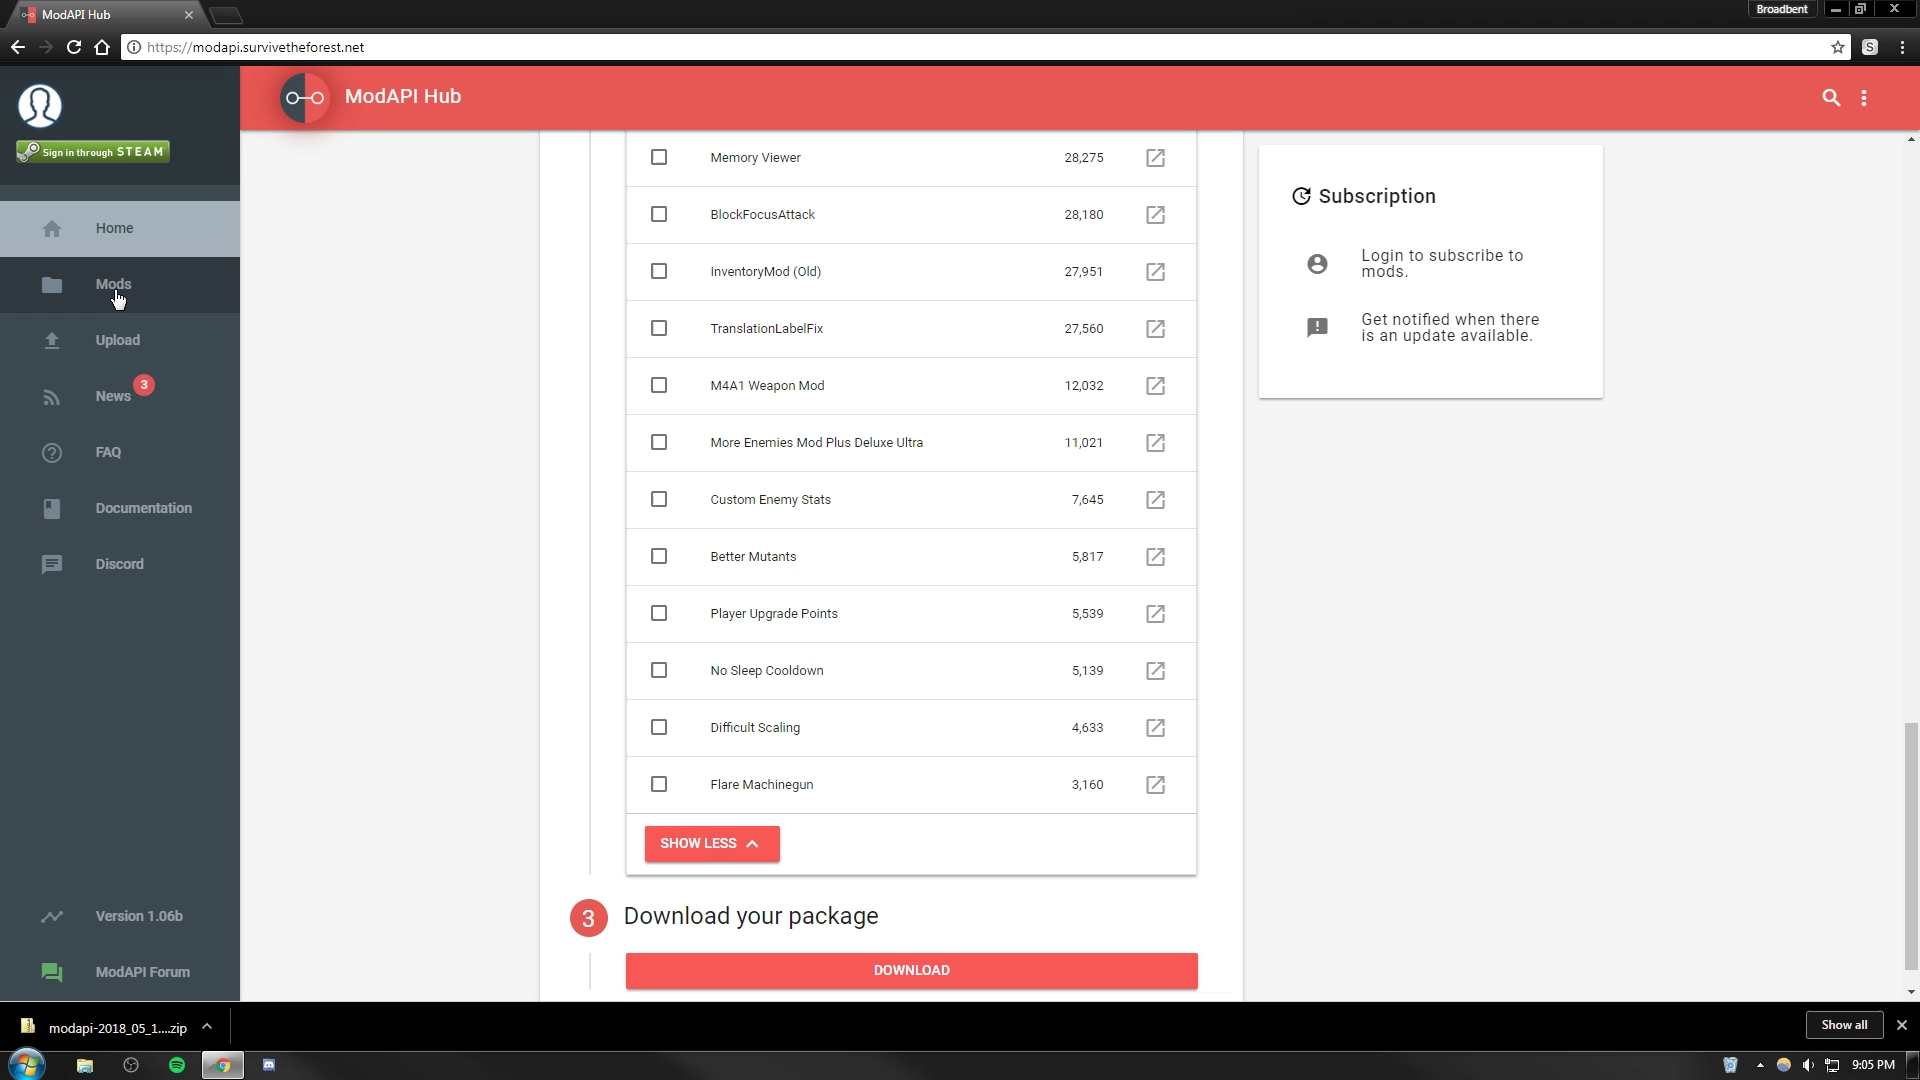 ModAPI Hub
Broadbent
https://modapi.survivetheforest.net
S
Sign in through STEAM
ModAPI Hub
Home
Mods
Upload
News 3
FAQ
Documentation
Discord
Version 1.06b
ModAPI Forum
Memory Viewer 28,275
BlockFocusAttack 28,180
InventoryMod (Old) 27,951
TranslationLabelFix 27,560
M4A1 Weapon Mod 12,032
More Enemies Mod Plus Deluxe Ultra 11,021
Custom Enemy Stats 7,645
Better Mutants 5,817
Player Upgrade Points 5,539
No Sleep Cooldown 5,139
Difficult Scaling 4,633
Flare Machinegun 3,160
SHOW LESS
3 Download your package
DOWNLOAD
Subscription
Login to subscribe to
mods.
Get notified when there
is an update available.
modapi-2018_05_1....zip
Show all
9:05 PM